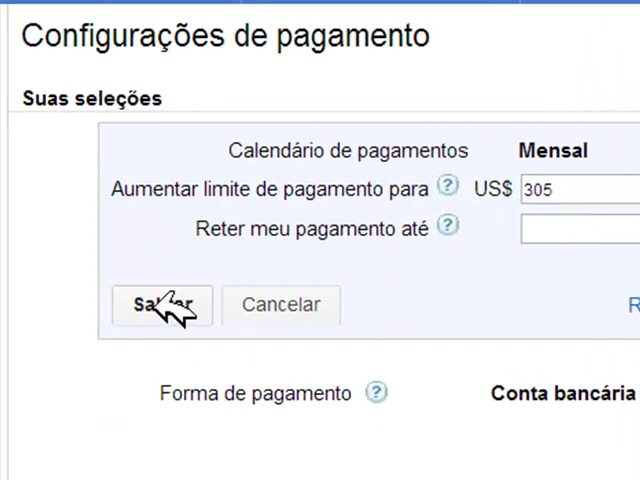 Configurações de pagamento
Suas seleções
Calendário de pagamentos Mensal
Aumentar limite de pagamento para ? US$ 305
Reter meu pagamento até ?
Cancelar
Forma de pagamento ? Conta bancária